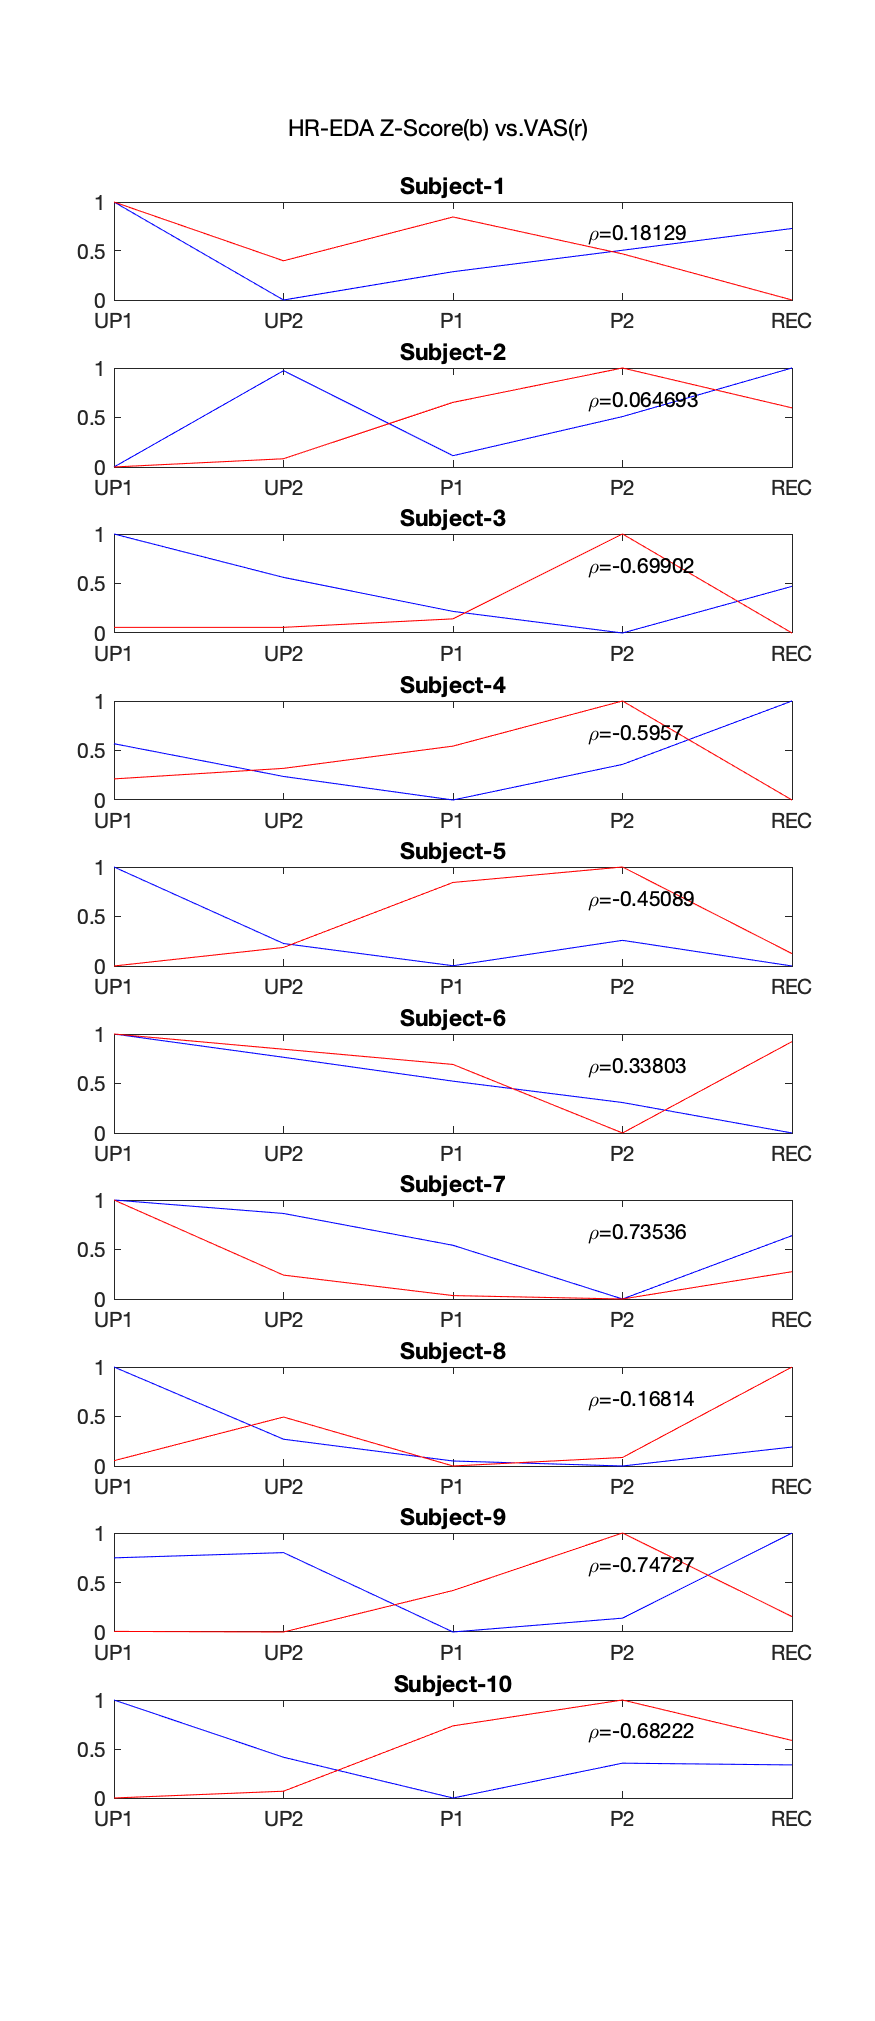 HR-EDA Z-Score(b) vs.VAS(r)
Subject-1
1
ρ=0.18129
0.5
0
UP1 UP2 P1 P2 REC
Subject-2
1
ρ=0.064693
0.5
0
UP1 UP2 P1 P2 REC
Subject-3
1
ρ=-0.69902
0.5
0
UP1 UP2 P1 P2 REC
Subject-4
1
ρ=-0.5957
0.5
0
UP1 UP2 P1 P2 REC
Subject-5
1
ρ=-0.45089
0.5
0
UP1 UP2 P1 P2 REC
Subject-6
1
ρ=0.33803
0.5
0
UP1 UP2 P1 P2 REC
Subject-7
1
ρ=0.73536
0.5
0
UP1 UP2 P1 P2 REC
Subject-8
1
ρ=-0.16814
0.5
0
UP1 UP2 P1 P2 REC
Subject-9
1
ρ=-0.74727
0.5
0
UP1 UP2 P1 P2 REC
Subject-10
1
ρ=-0.68222
0.5
0
UP1 UP2 P1 P2 REC